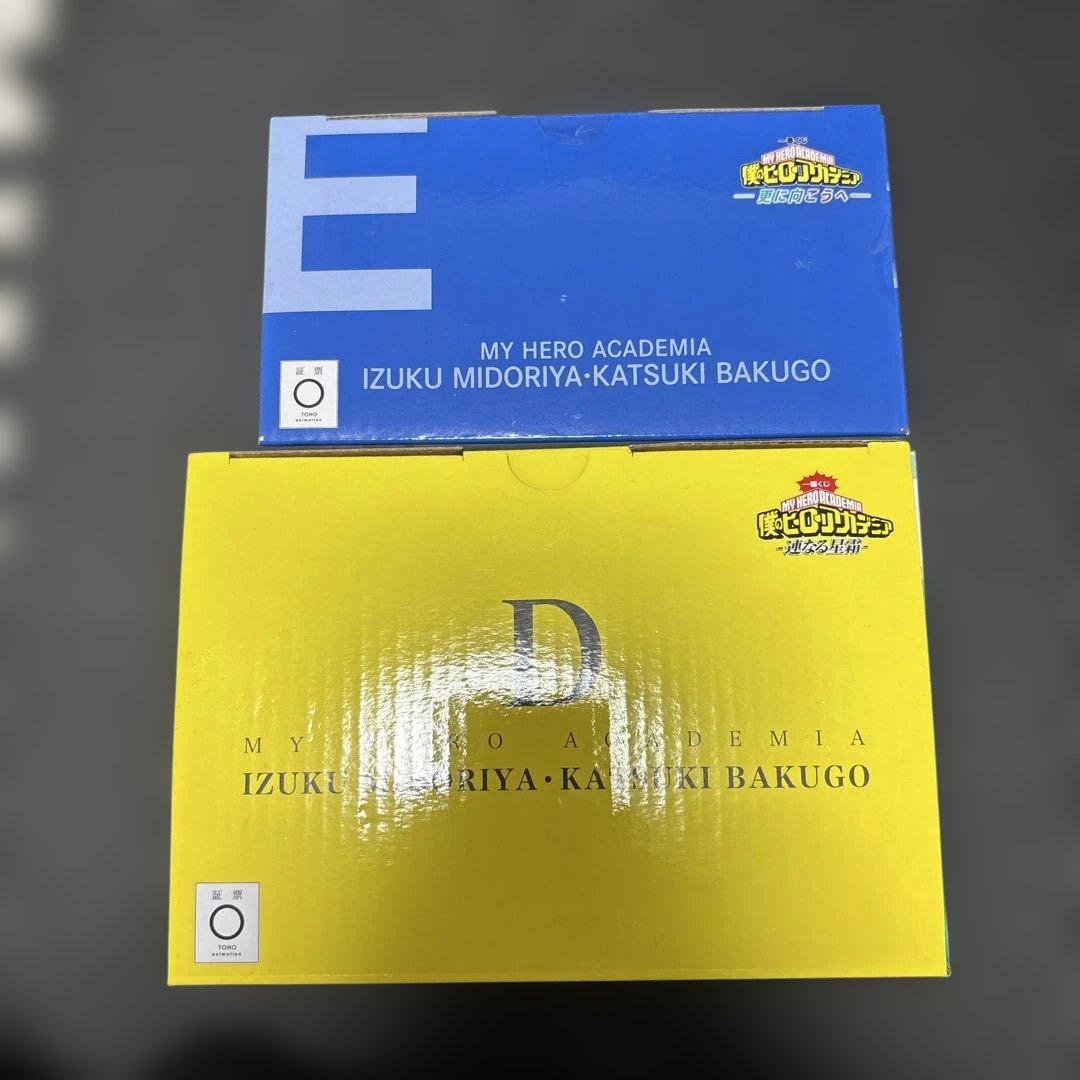 E
一番くじ
MY HERO ACADEMIA
僕のヒーローアカデミア
更に向こうへ
MY HERO ACADEMIA
IZUKU MIDORIYA・KATSUKI BAKUGO
証票
TOHO
animation
一番くじ
MY HERO ACADEMIA
僕のヒーローアカデミア
-連なる星霜-
D
MY HERO ACADEMIA
IZUKU MIDORIYA・KATSUKI BAKUGO
証票
TOHO
animation